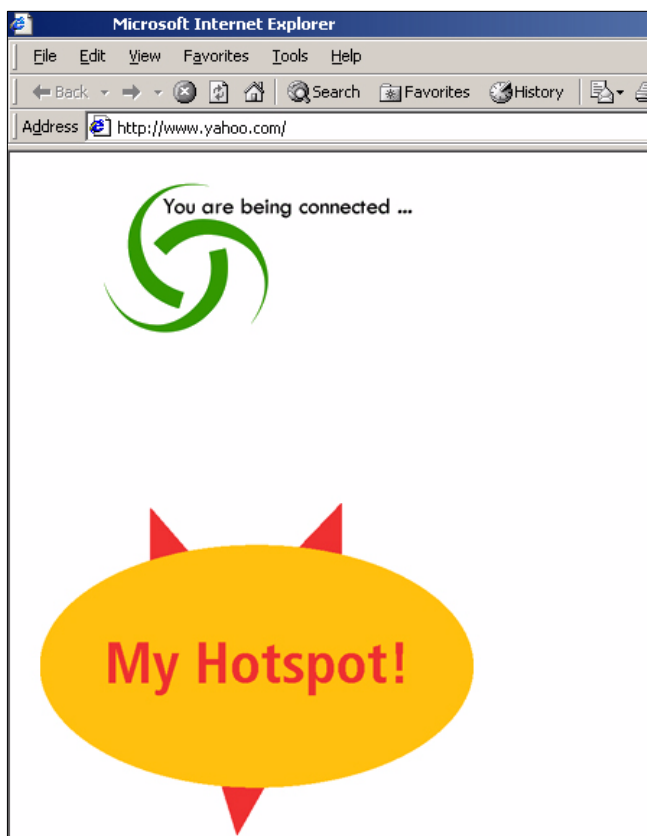 Microsoft Internet Explorer
File Edit View Favorites Tools Help
Back Search Favorites History
Address http://www.yahoo.com/
You are being connected ...
My Hotspot!